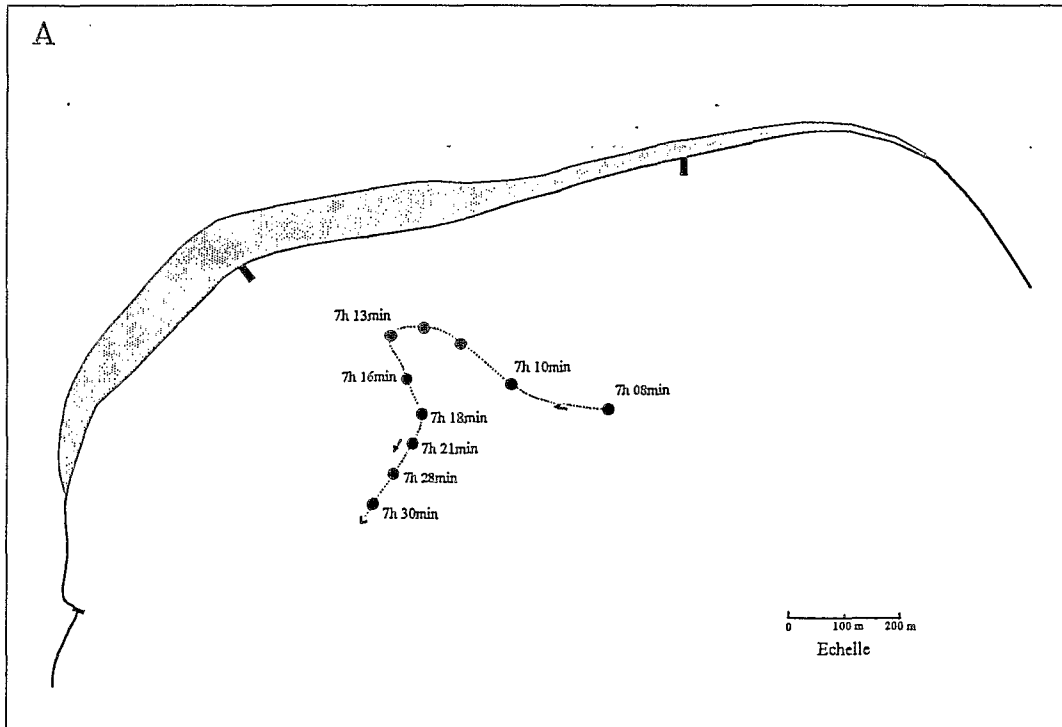 A
7h 13min
7h 10min
7h 16min
7h 08min
7h 18min
7h 21min
7h 28min
7h 30min
0 100 m 200 m
Echelle